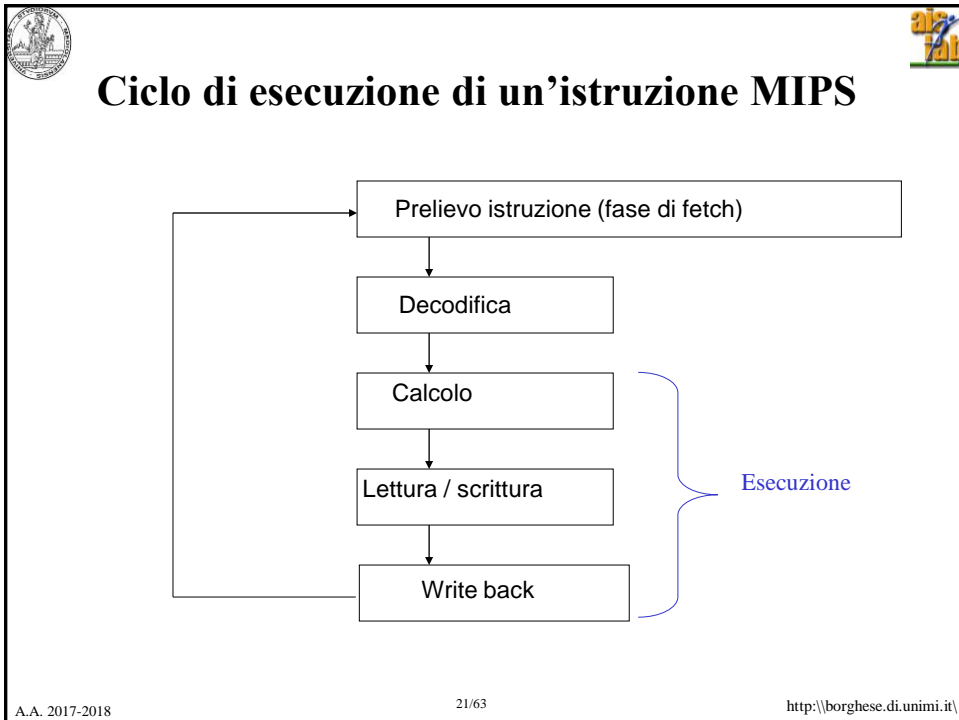 Ciclo di esecuzione di un’istruzione MIPS
Prelievo istruzione (fase di fetch)
Decodifica
Calcolo
Lettura / scrittura
Esecuzione
Write back
A.A. 2017-2018
21/63
http:\\borghese.di.unimi.it\